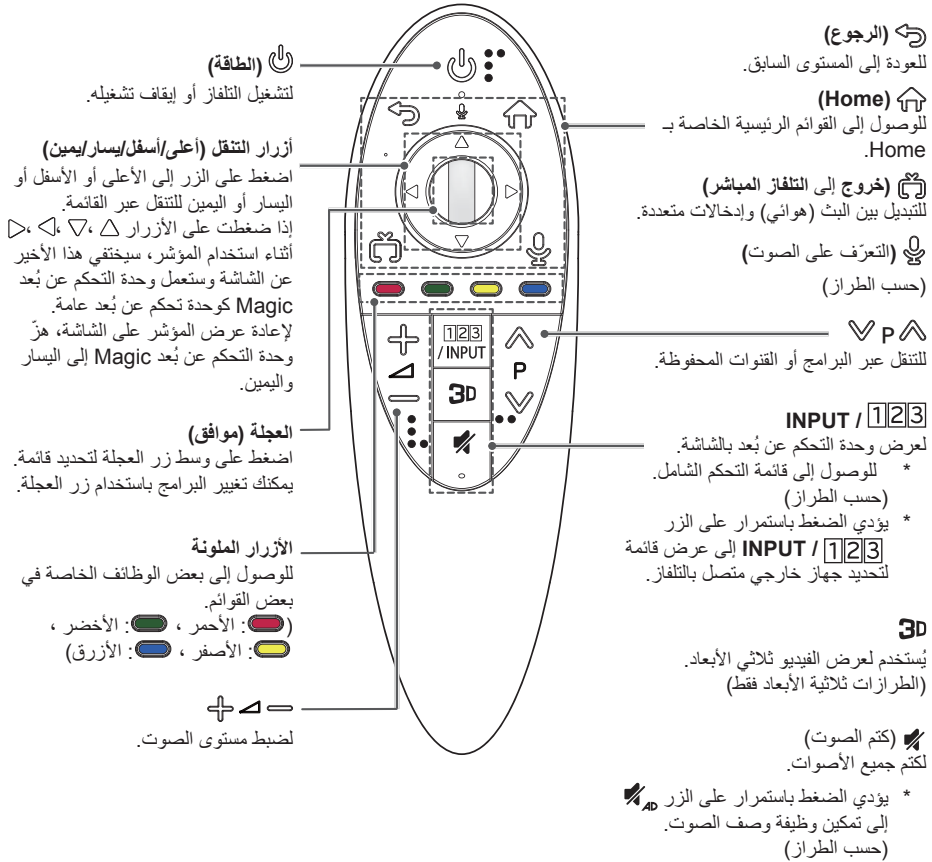 (الرجوع)
للعودة إلى المستوى السابق.
(Home)
للوصول إلى القوائم الرئيسية الخاصة بـ
Home.
(خروج إلى التلفاز المباشر)
للتبديل بين البث (هوائي) وإدخالات متعددة.
(التعرّف على الصوت)
(حسب الطراز)
P
للتنقل عبر البرامج أو القنوات المحفوظة.
INPUT / 123
لعرض وحدة التحكم عن بُعد بالشاشة.
* للوصول إلى قائمة التحكم الشامل.
(حسب الطراز)
* يؤدي الضغط باستمرار على الزر
INPUT / 123 إلى عرض قائمة
لتحديد جهاز خارجي متصل بالتلفاز.
3D
يُستخدم لعرض الفيديو ثلاثي الأبعاد.
(الطرازات ثلاثية الأبعاد فقط)
(كتم الصوت)
لكتم جميع الأصوات.
* يؤدي الضغط باستمرار على الزر AD
إلى تمكين وظيفة وصف الصوت.
(حسب الطراز)
123
/ INPUT
P
3D
(الطاقة)
لتشغيل التلفاز أو إيقاف تشغيله.
أزرار التنقل (أعلى/أسفل/يسار/يمين)
اضغط على الزر إلى الأعلى أو الأسفل أو
اليسار أو اليمين للتنقل عبر القائمة.
إذا ضغطت على الأزرار △، ▽، ◁، ▷
أثناء استخدام المؤشر، سيختفي هذا الأخير
عن الشاشة وستعمل وحدة التحكم عن بُعد
Magic كوحدة تحكم عن بُعد عامة.
لإعادة عرض المؤشر على الشاشة، هزّ
وحدة التحكم عن بُعد Magic إلى اليسار
واليمين.
العجلة (موافق)
اضغط على وسط زر العجلة لتحديد قائمة.
يمكنك تغيير البرامج باستخدام زر العجلة.
الأزرار الملونة
للوصول إلى بعض الوظائف الخاصة في
بعض القوائم.
( : الأحمر ، : الأخضر ،
: الأصفر ، : الأزرق)
لضبط مستوى الصوت.